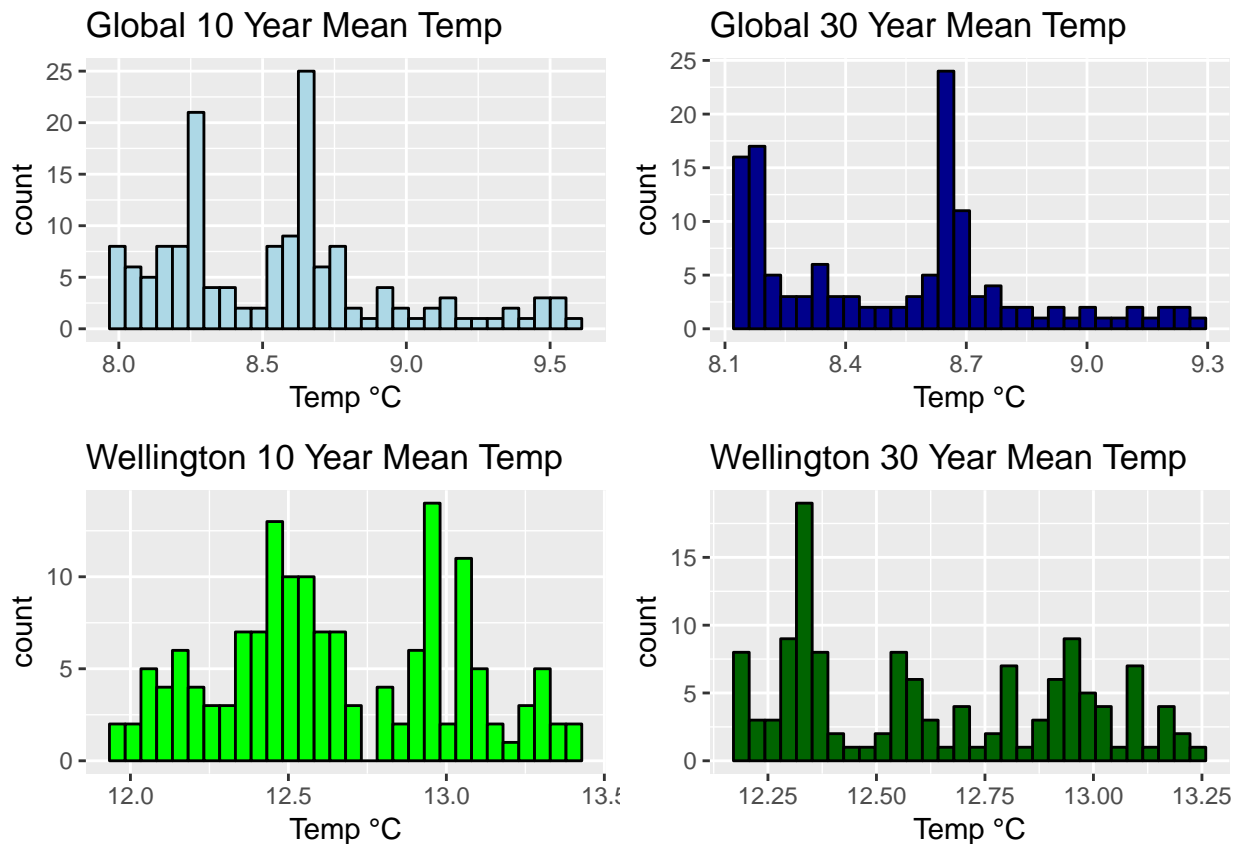 Global 10 Year Mean Temp
25
20
15
10
5
0
count
8.0 8.5 9.0 9.5
Temp °C
Global 30 Year Mean Temp
25
20
15
10
5
0
count
8.1 8.4 8.7 9.0 9.3
Temp °C
Wellington 10 Year Mean Temp
10
5
0
count
12.0 12.5 13.0 13.5
Temp °C
Wellington 30 Year Mean Temp
15
10
5
0
count
12.25 12.50 12.75 13.00 13.25
Temp °C